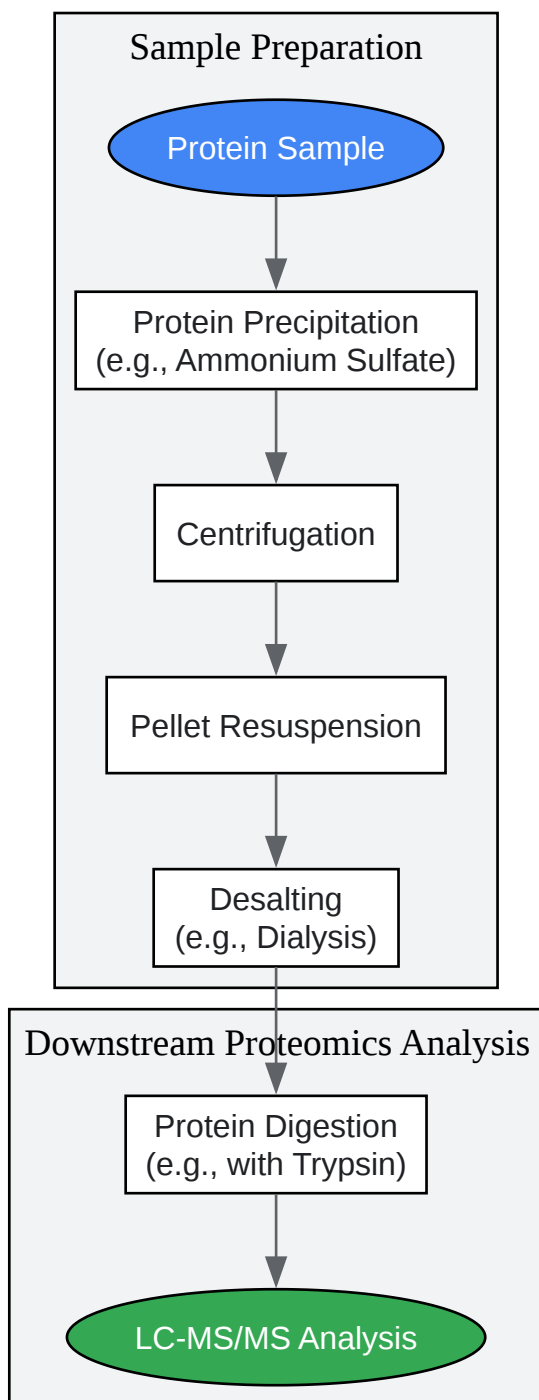 Sample Preparation
Protein Sample
Protein Precipitation
(e.g., Ammonium Sulfate)
Centrifugation
Pellet Resuspension
Desalting
(e.g., Dialysis)
Downstream Proteomics Analysis
Protein Digestion
(e.g., with Trypsin)
LC-MS/MS Analysis